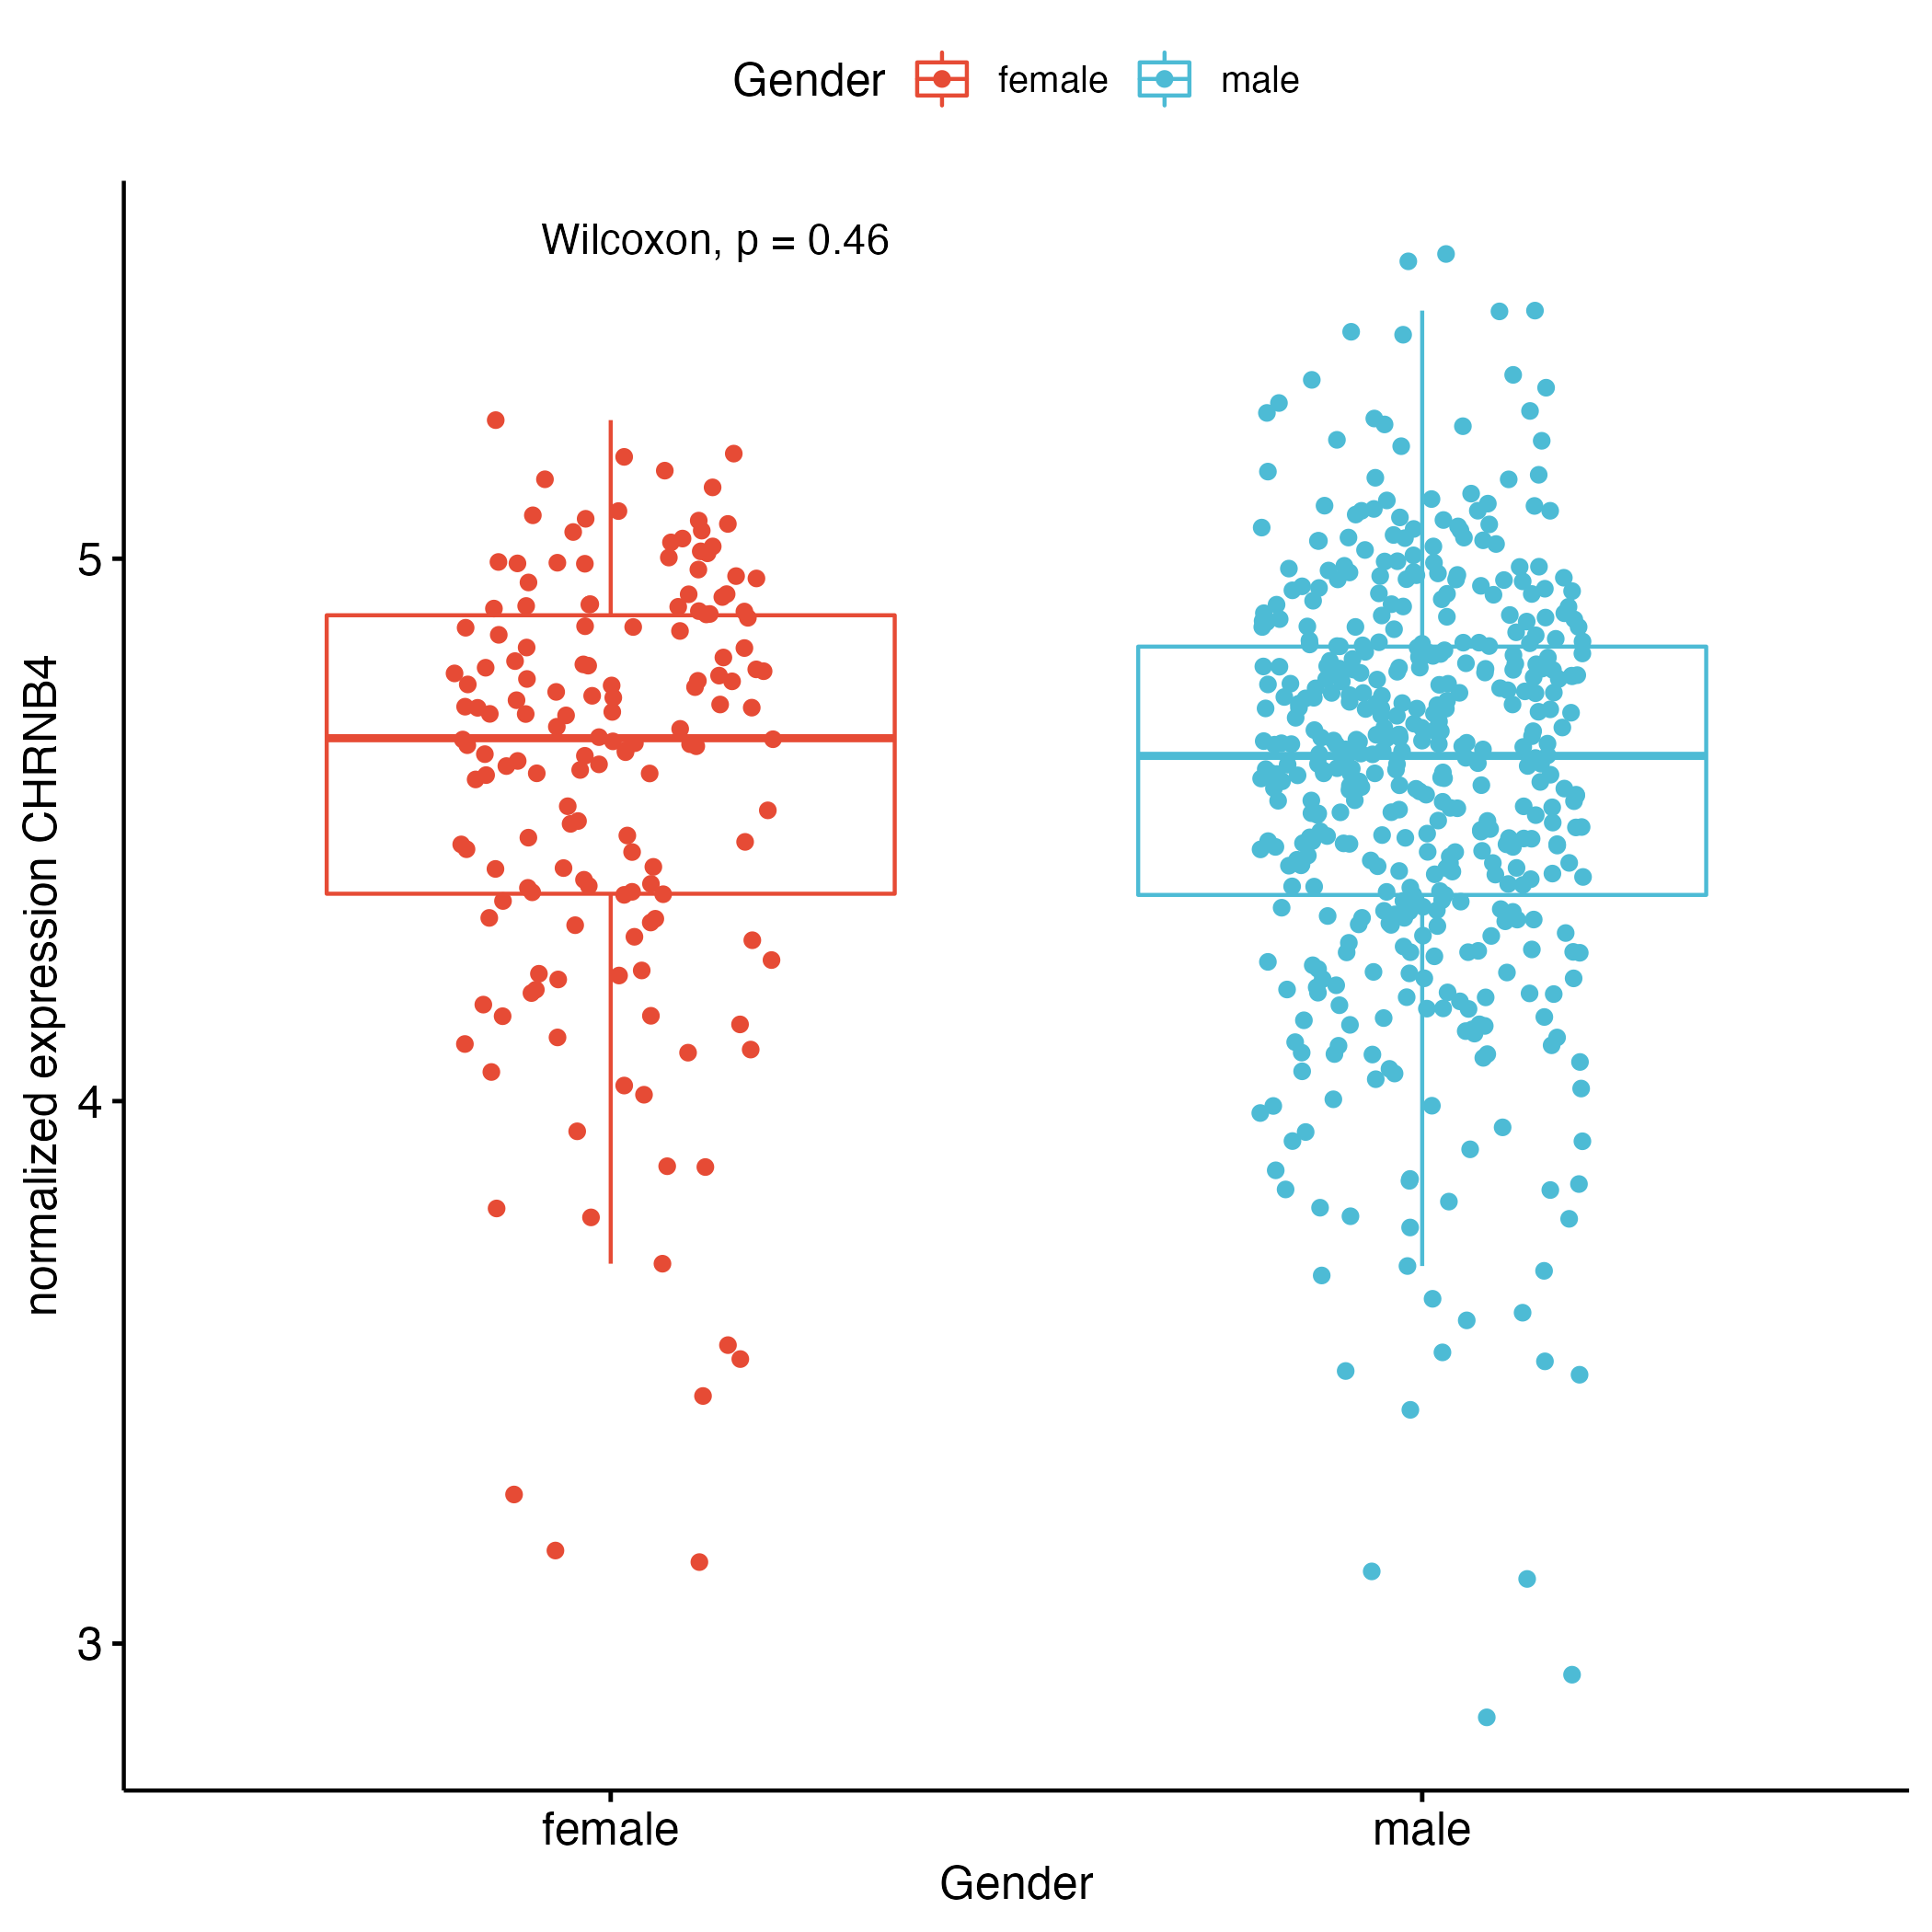 Gender female male
Wilcoxon, p = 0.46
normalized expression CHRNB4
5
4
3
female male
Gender